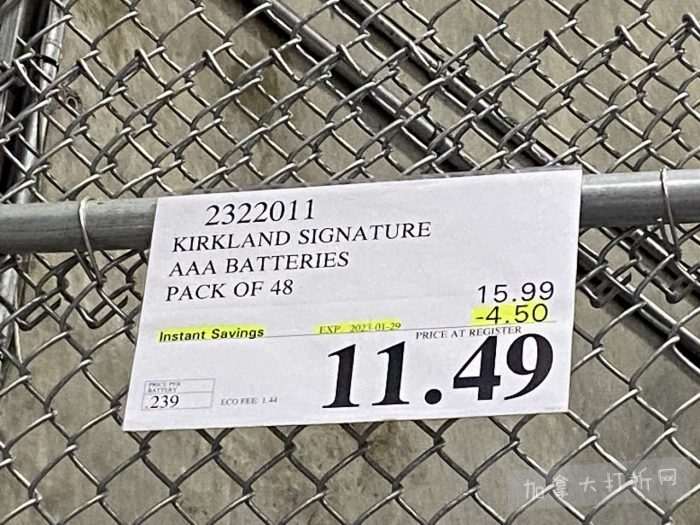 2322011
KIRKLAND SIGNATURE
AAA BATTERIES
PACK OF 48
15.99
Instant Savings EXP. 2023-01-29 -4.50
PRICE AT REGISTER
11.49
PRICE PER
BATTERY
.239
ECO FEE: 1.44
加拿大打折网